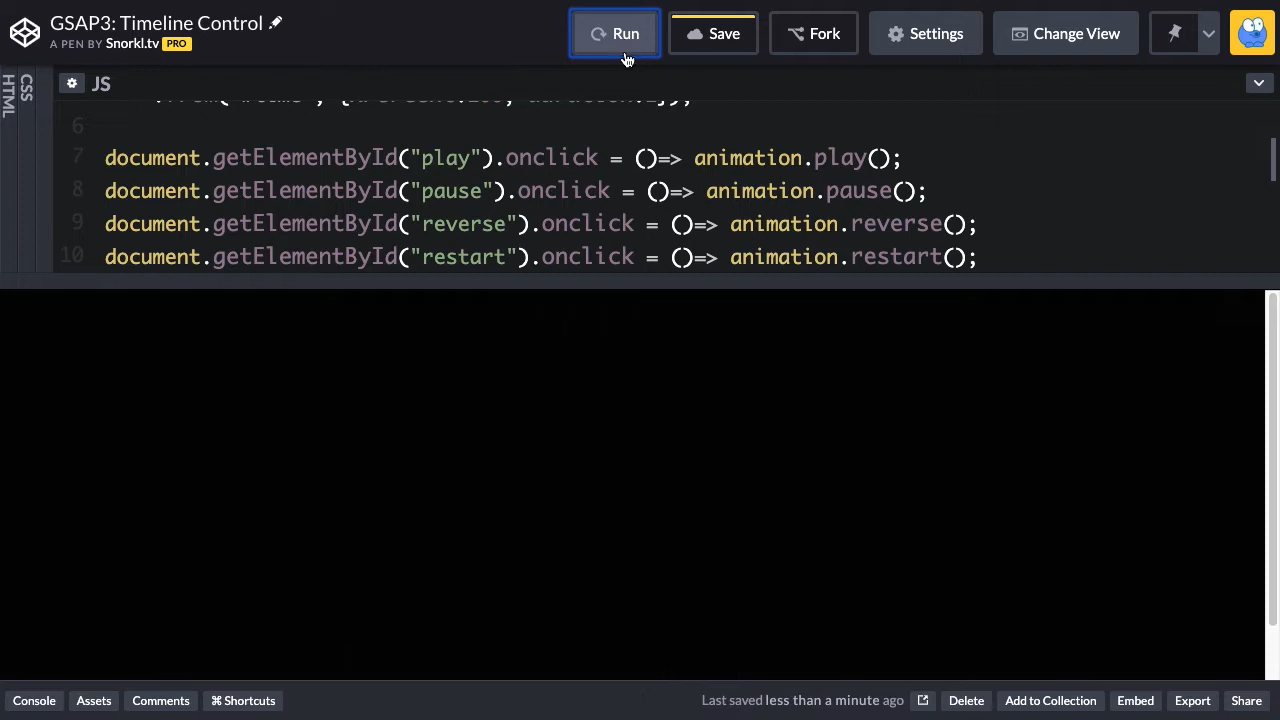 GSAP3: Timeline Control
A PEN BY Snorkl.tv PRO
Run
Save
Fork
Settings
Change View
HTML
CSS
JS
6
7 document.getElementById("play").onclick = ()=> animation.play();
8 document.getElementById("pause").onclick = ()=> animation.pause();
9 document.getElementById("reverse").onclick = ()=> animation.reverse();
10 document.getElementById("restart").onclick = ()=> animation.restart();
Console
Assets
Comments
⌘ Shortcuts
Last saved less than a minute ago
Delete
Add to Collection
Embed
Export
Share